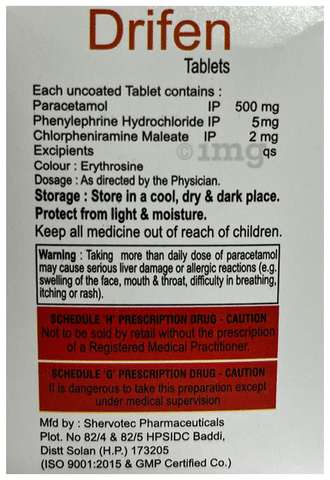 Drifen
Tablets
Each uncoated Tablet contains :
Paracetamol IP 500 mg
Phenylephrine Hydrochloride IP 5mg
Chlorpheniramine Maleate IP 2 mg
Excipients qs
1mg
Colour : Erythrosine
Dosage : As directed by the Physician.
Storage : Store in a cool, dry & dark place.
Protect from light & moisture.
Keep all medicine out of reach of children.
Warning : Taking more than daily dose of paracetamol
may cause serious liver damage or allergic reactions (e.g.
swelling of the face, mouth & throat, difficulty in breathing,
itching or rash).
SCHEDULE 'H' PRESCRIPTION DRUG - CAUTION
Not to be sold by retail without the prescription
of a Registered Medical Practitioner.
SCHEDULE 'G' PRESCRIPTION DRUG - CAUTION
It is dangerous to take this preparation except
under medical supervision
Mfd by : Shervotec Pharmaceuticals
Plot. No 82/4 & 82/5 HPSIDC Baddi,
Distt Solan (H.P.) 173205
(ISO 9001:2015 & GMP Certified Co.)